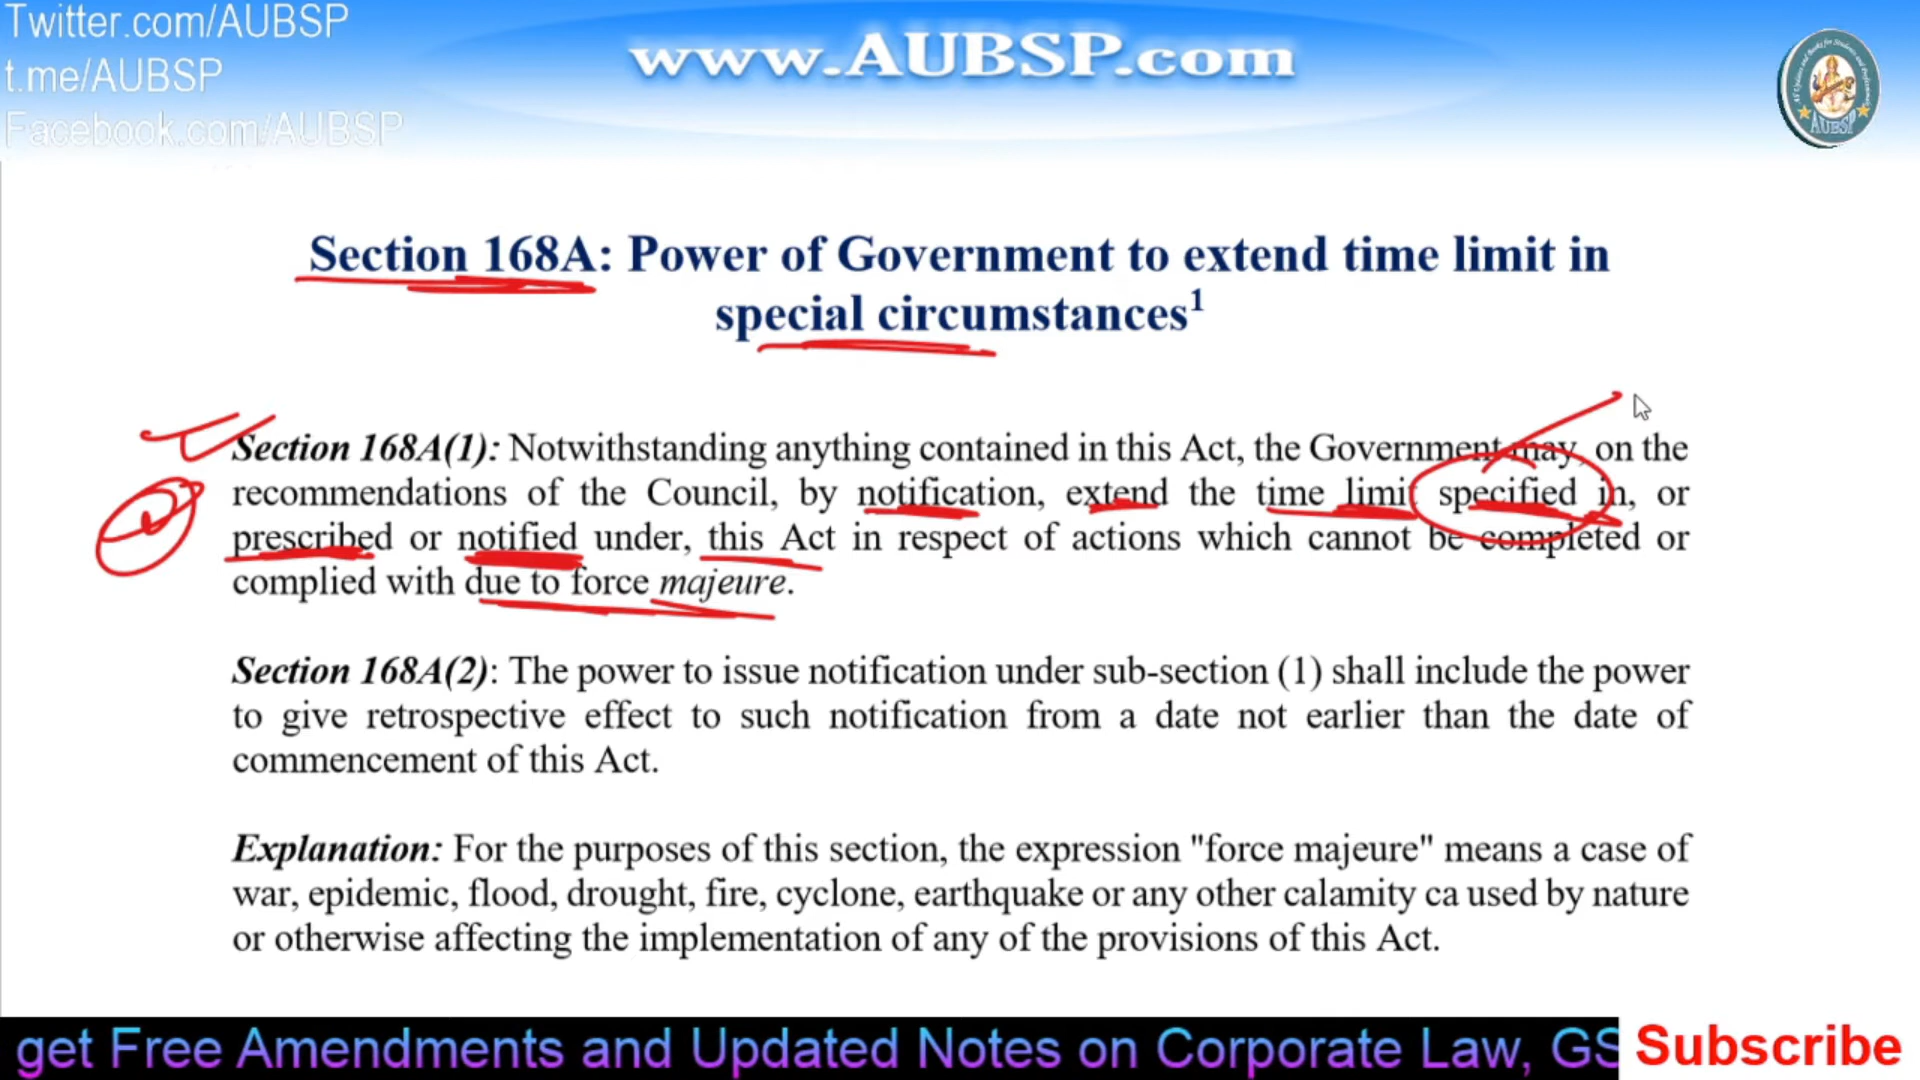 Twitter.com/AUBSP
t.me/AUBSP
Facebook.com/AUBSP
www.AUBSP.com
AUBSP
Section 168A: Power of Government to extend time limit in
special circumstances1
Section 168A(1): Notwithstanding anything contained in this Act, the Government may, on the
recommendations of the Council, by notification, extend the time limit specified in, or
prescribed or notified under, this Act in respect of actions which cannot be completed or
complied with due to force majeure.
Section 168A(2): The power to issue notification under sub-section (1) shall include the power
to give retrospective effect to such notification from a date not earlier than the date of
commencement of this Act.
Explanation: For the purposes of this section, the expression "force majeure" means a case of
war, epidemic, flood, drought, fire, cyclone, earthquake or any other calamity ca used by nature
or otherwise affecting the implementation of any of the provisions of this Act.
get Free Amendments and Updated Notes on Corporate Law, GS
Subscribe